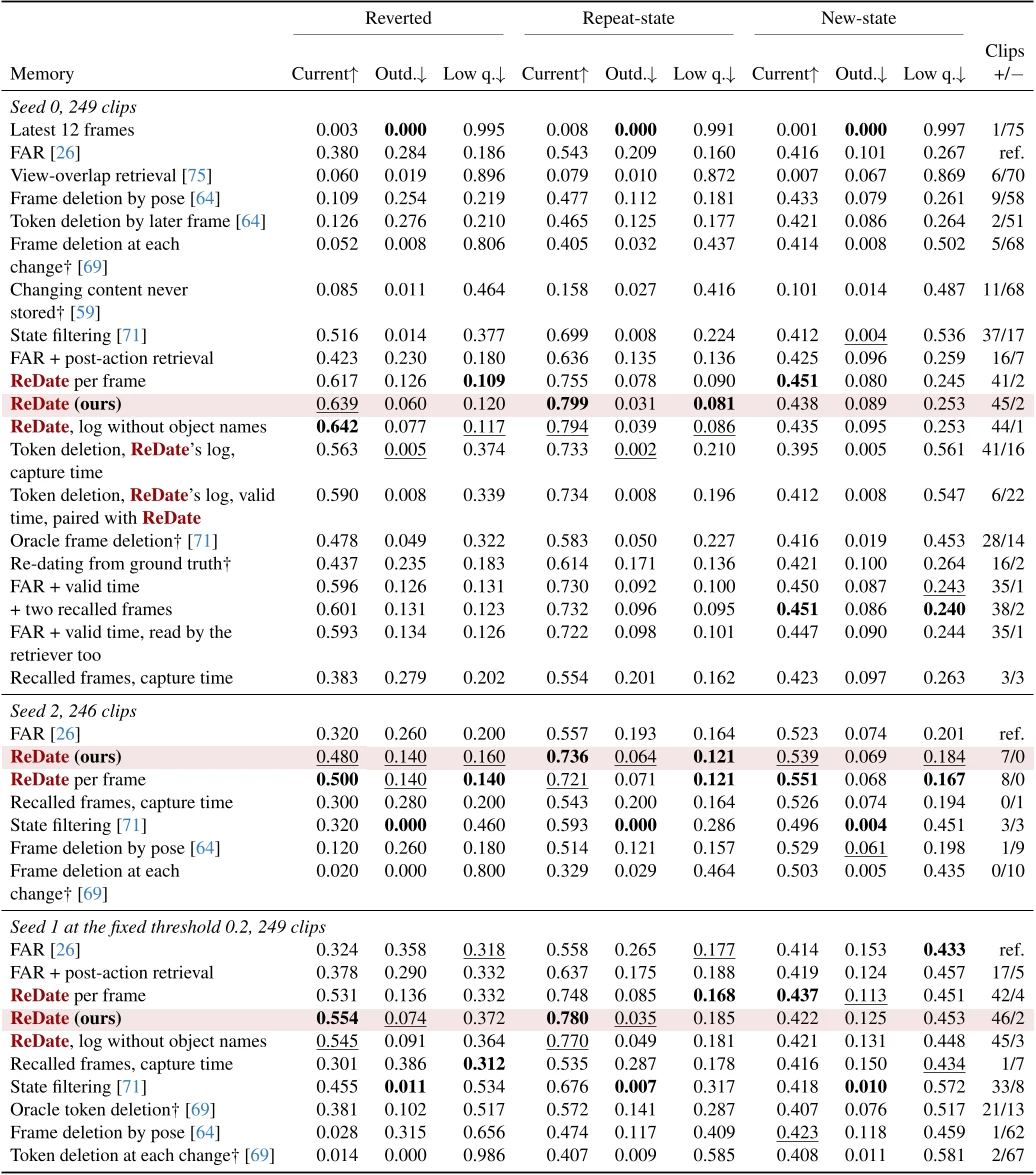 Reverted Repeat-state New-state
Clips
Memory Current↑ Outd.↓ Low q.↓ Current↑ Outd.↓ Low q.↓ Current↑ Outd.↓ Low q.↓ +/−
Seed 0, 249 clips
Latest 12 frames 0.003 0.000 0.995 0.008 0.000 0.991 0.001 0.000 0.997 1/75
FAR [26] 0.380 0.284 0.186 0.543 0.209 0.160 0.416 0.101 0.267 ref.
View-overlap retrieval [75] 0.060 0.019 0.896 0.079 0.010 0.872 0.007 0.067 0.869 6/70
Frame deletion by pose [64] 0.109 0.254 0.219 0.477 0.112 0.181 0.433 0.079 0.261 9/58
Token deletion by later frame [64] 0.126 0.276 0.210 0.465 0.125 0.177 0.421 0.086 0.264 2/51
Frame deletion at each 0.052 0.008 0.806 0.405 0.032 0.437 0.414 0.008 0.502 5/68
change† [69]
Changing content never 0.085 0.011 0.464 0.158 0.027 0.416 0.101 0.014 0.487 11/68
stored† [59]
State filtering [71] 0.516 0.014 0.377 0.699 0.008 0.224 0.412 0.004 0.536 37/17
FAR + post-action retrieval 0.423 0.230 0.180 0.636 0.135 0.136 0.425 0.096 0.259 16/7
ReDate per frame 0.617 0.126 0.109 0.755 0.078 0.090 0.451 0.080 0.245 41/2
ReDate (ours) 0.639 0.060 0.120 0.799 0.031 0.081 0.438 0.089 0.253 45/2
ReDate, log without object names 0.642 0.077 0.117 0.794 0.039 0.086 0.435 0.095 0.253 44/1
Token deletion, ReDate's log, 0.563 0.005 0.374 0.733 0.002 0.210 0.395 0.005 0.561 41/16
capture time
Token deletion, ReDate's log, valid 0.590 0.008 0.339 0.734 0.008 0.196 0.412 0.008 0.547 6/22
time, paired with ReDate
Oracle frame deletion† [71] 0.478 0.049 0.322 0.583 0.050 0.227 0.416 0.019 0.453 28/14
Re-dating from ground truth† 0.437 0.235 0.183 0.614 0.171 0.136 0.421 0.100 0.264 16/2
FAR + valid time 0.596 0.126 0.131 0.730 0.092 0.100 0.450 0.087 0.243 35/1
+ two recalled frames 0.601 0.131 0.123 0.732 0.096 0.095 0.451 0.086 0.240 38/2
FAR + valid time, read by the 0.593 0.134 0.126 0.722 0.098 0.101 0.447 0.090 0.244 35/1
retriever too
Recalled frames, capture time 0.383 0.279 0.202 0.554 0.201 0.162 0.423 0.097 0.263 3/3
Seed 2, 246 clips
FAR [26] 0.320 0.260 0.200 0.557 0.193 0.164 0.523 0.074 0.201 ref.
ReDate (ours) 0.480 0.140 0.160 0.736 0.064 0.121 0.539 0.069 0.184 7/0
ReDate per frame 0.500 0.140 0.140 0.721 0.071 0.121 0.551 0.068 0.167 8/0
Recalled frames, capture time 0.300 0.280 0.200 0.543 0.200 0.164 0.526 0.074 0.194 0/1
State filtering [71] 0.320 0.000 0.460 0.593 0.000 0.286 0.496 0.004 0.451 3/3
Frame deletion by pose [64] 0.120 0.260 0.180 0.514 0.121 0.157 0.529 0.061 0.198 1/9
Frame deletion at each 0.020 0.000 0.800 0.329 0.029 0.464 0.503 0.005 0.435 0/10
change† [69]
Seed 1 at the fixed threshold 0.2, 249 clips
FAR [26] 0.324 0.358 0.318 0.558 0.265 0.177 0.414 0.153 0.433 ref.
FAR + post-action retrieval 0.378 0.290 0.332 0.637 0.175 0.188 0.419 0.124 0.457 17/5
ReDate per frame 0.531 0.136 0.332 0.748 0.085 0.168 0.437 0.113 0.451 42/4
ReDate (ours) 0.554 0.074 0.372 0.780 0.035 0.185 0.422 0.125 0.453 46/2
ReDate, log without object names 0.545 0.091 0.364 0.770 0.049 0.181 0.421 0.131 0.448 45/3
Recalled frames, capture time 0.301 0.386 0.312 0.535 0.287 0.178 0.416 0.150 0.434 1/7
State filtering [71] 0.455 0.011 0.534 0.676 0.007 0.317 0.418 0.010 0.572 33/8
Oracle token deletion† [69] 0.381 0.102 0.517 0.572 0.141 0.287 0.407 0.076 0.517 21/13
Frame deletion by pose [64] 0.028 0.315 0.656 0.474 0.117 0.409 0.423 0.118 0.459 1/62
Token deletion at each change† [69] 0.014 0.000 0.986 0.407 0.009 0.585 0.408 0.011 0.581 2/67